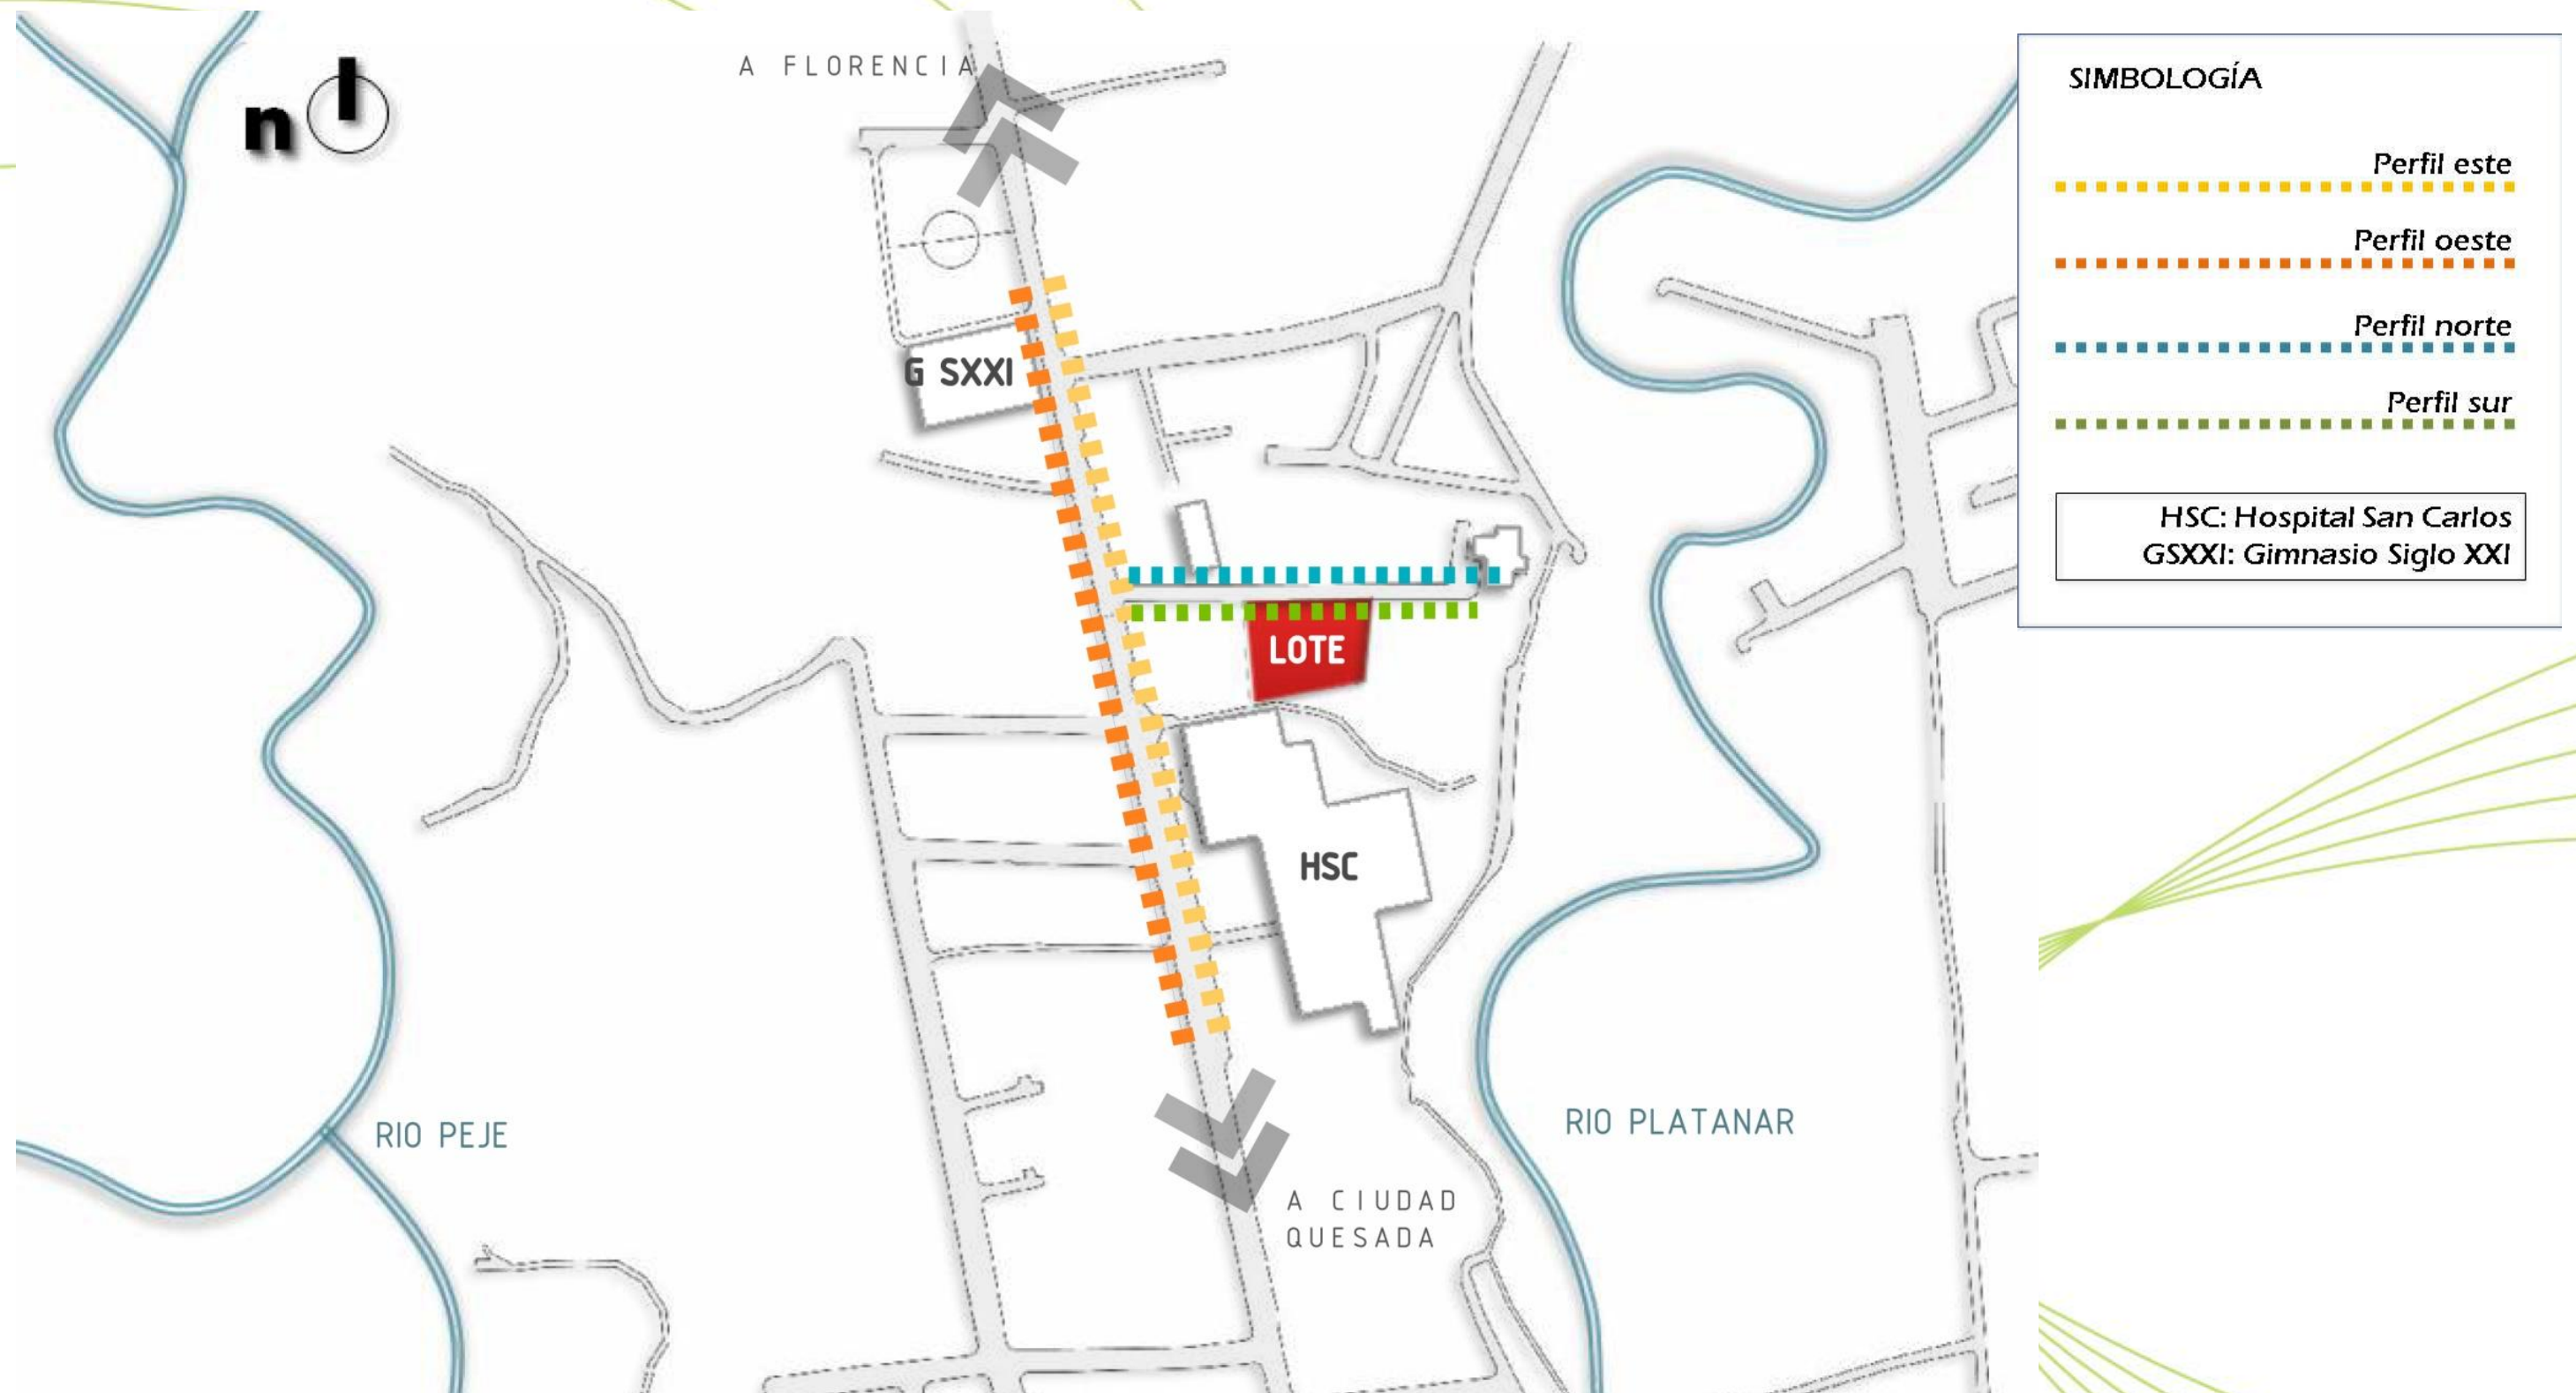 n
A FLORENCIA
G SXXI
LOTE
HSC
RIO PEJE
RIO PLATANAR
A CIUDAD
QUESADA
SIMBOLOGÍA
Perfil este
Perfil oeste
Perfil norte
Perfil sur
HSC: Hospital San Carlos
GSXXI: Gimnasio Siglo XXI